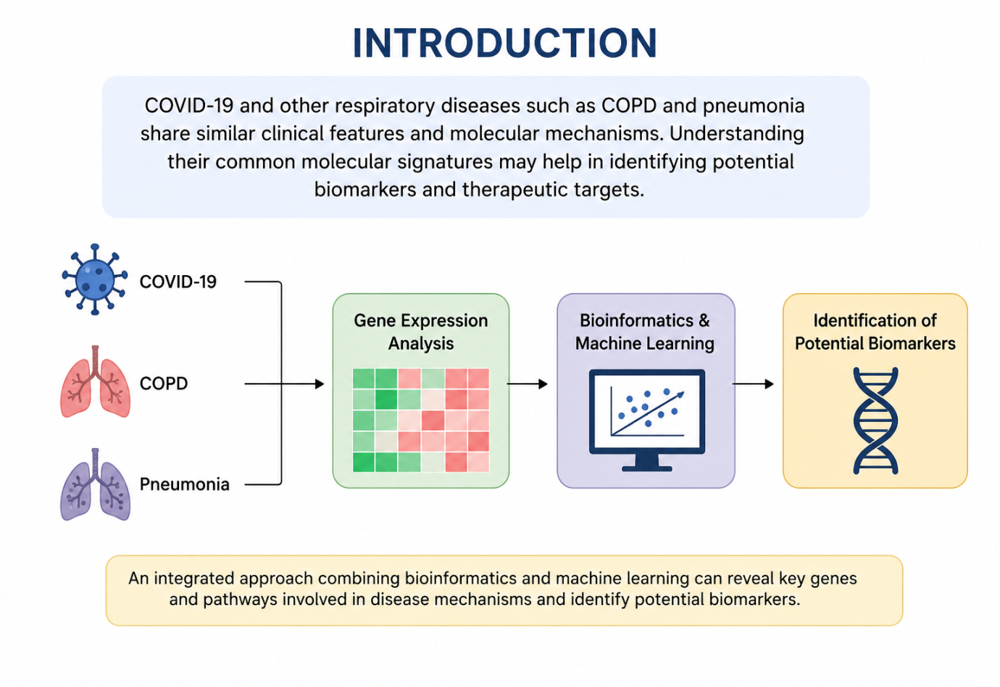 INTRODUCTION
COVID-19 and other respiratory diseases such as COPD and pneumonia
share similar clinical features and molecular mechanisms. Understanding
their common molecular signatures may help in identifying potential
biomarkers and therapeutic targets.
COVID-19
COPD
Pneumonia
Gene Expression
Analysis
Bioinformatics &
Machine Learning
Identification of
Potential Biomarkers
An integrated approach combining bioinformatics and machine learning can reveal key genes
and pathways involved in disease mechanisms and identify potential biomarkers.